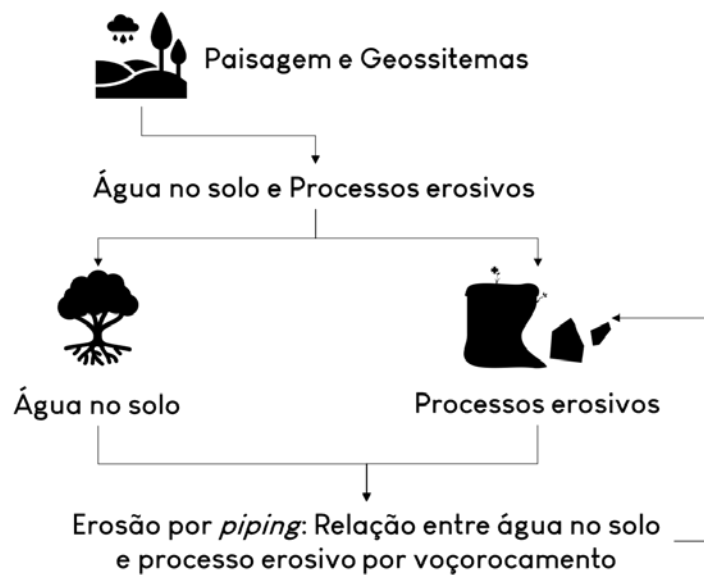 Paisagem e Geossitemas
Água no solo e Processos erosivos
Água no solo
Processos erosivos
Erosão por piping: Relação entre água no solo
e processo erosivo por voçorocamento